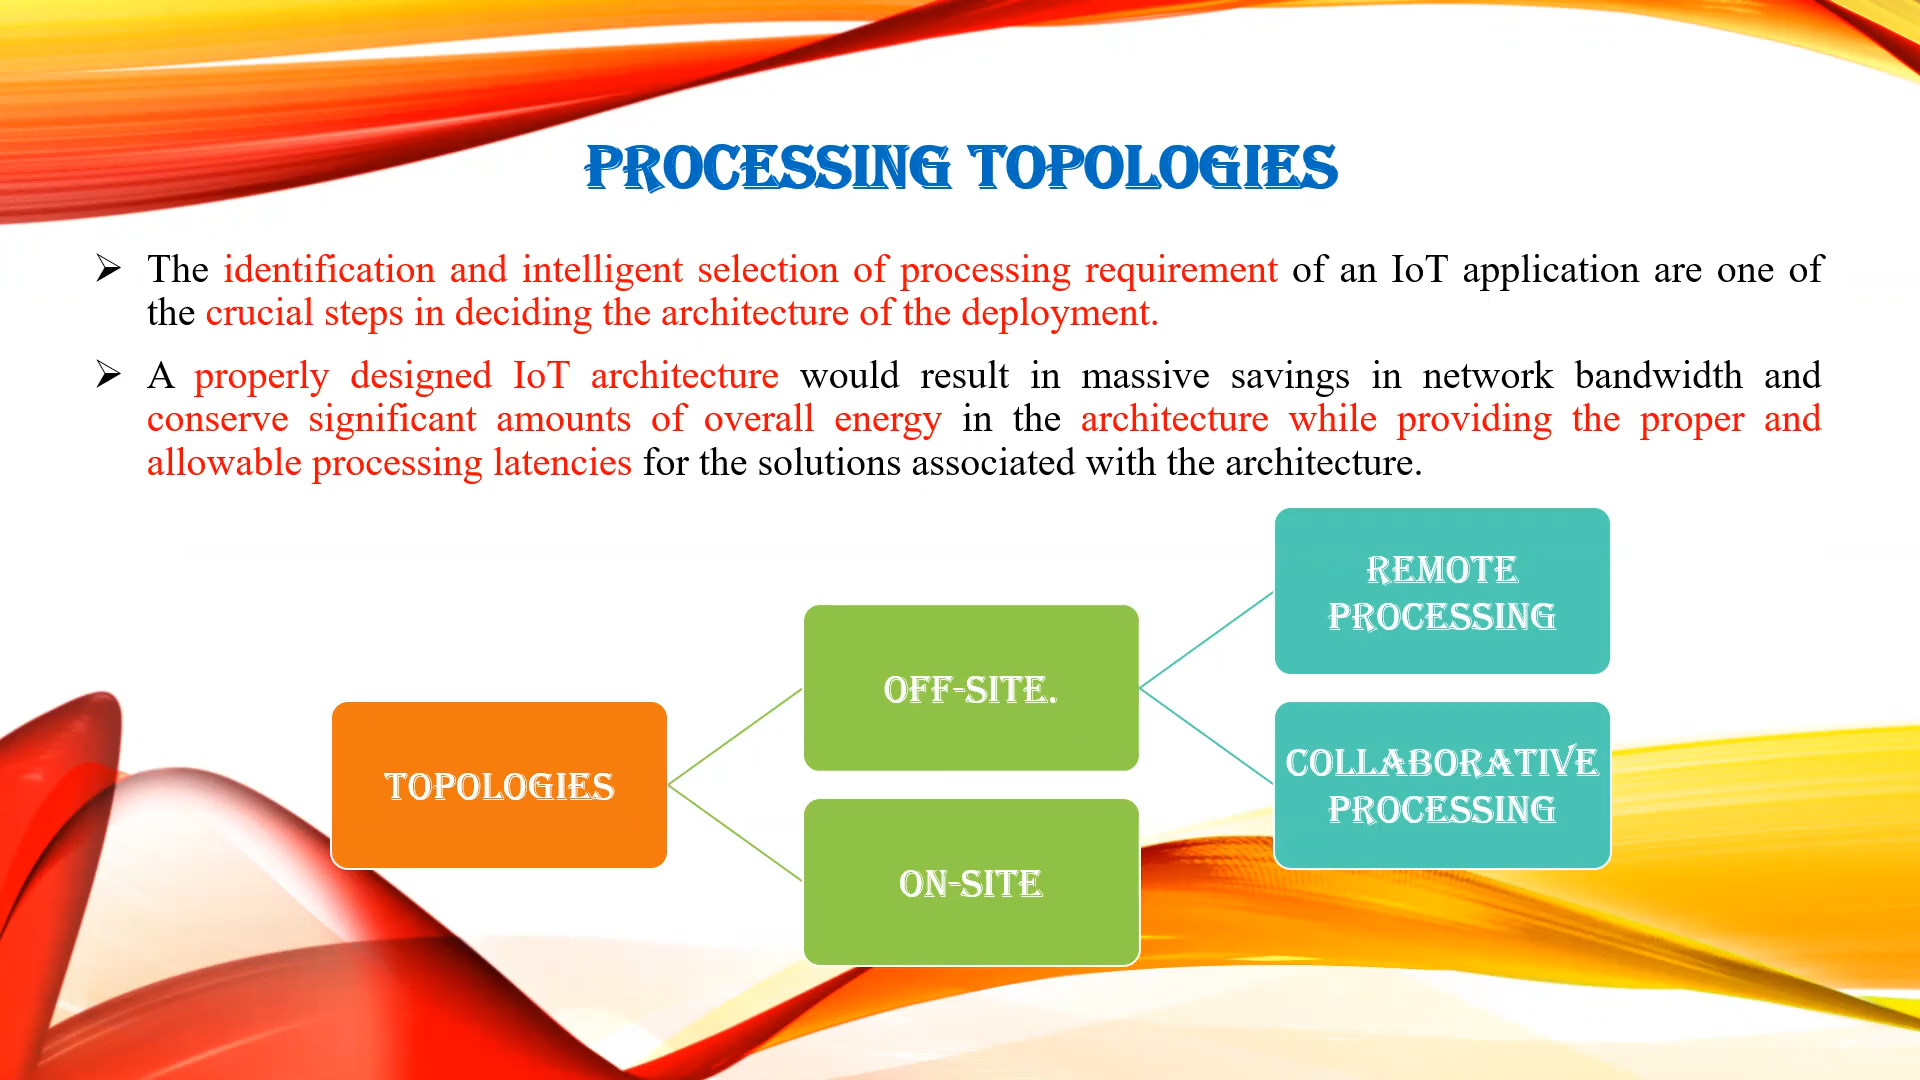 PROCESSING TOPOLOGIES
➢ The identification and intelligent selection of processing requirement of an IoT application are one of
the crucial steps in deciding the architecture of the deployment.
➢ A properly designed IoT architecture would result in massive savings in network bandwidth and
conserve significant amounts of overall energy in the architecture while providing the proper and
allowable processing latencies for the solutions associated with the architecture.
TOPOLOGIES
OFF-SITE.
ON-SITE
REMOTE
PROCESSING
COLLABORATIVE
PROCESSING